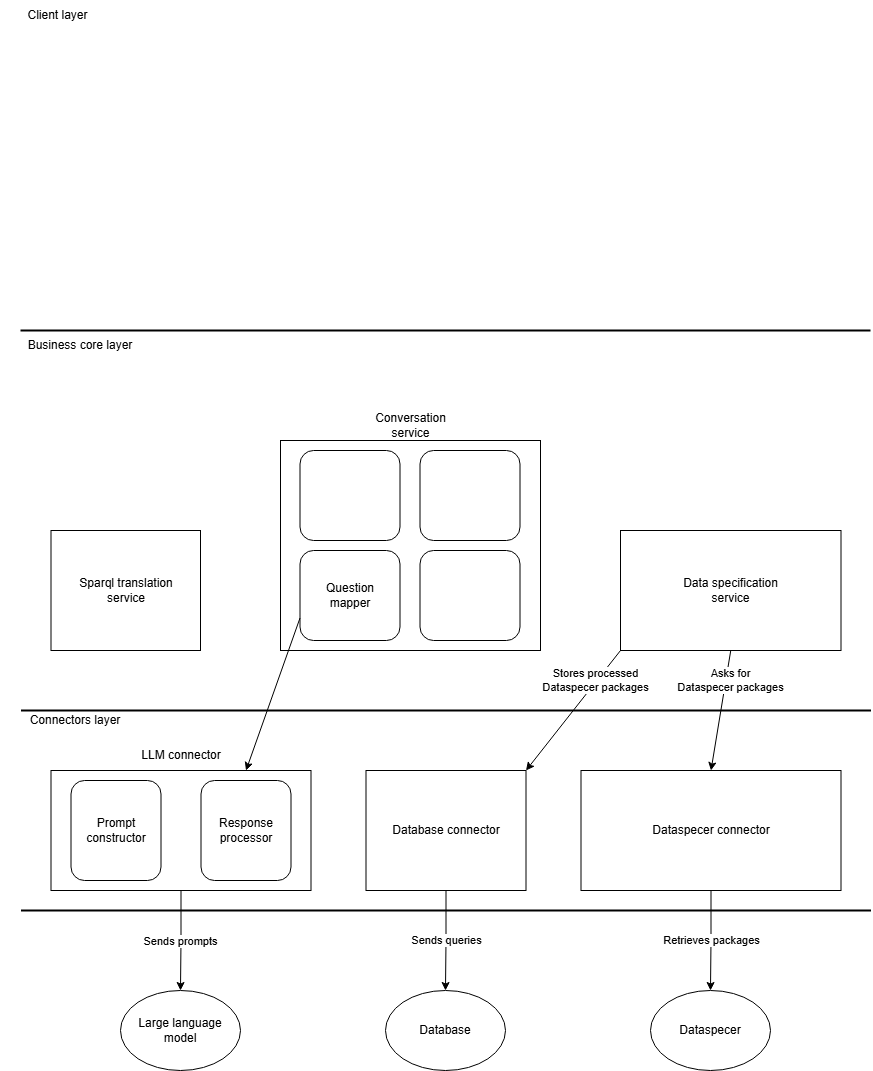 Client layer
Business core layer
Conversation
service
Sparql translation
service
Question
mapper
Data specification
service
Stores processed
Dataspecer packages
Asks for
Dataspecer packages
Connectors layer
LLM connector
Prompt
constructor
Response
processor
Database connector
Dataspecer connector
Sends prompts
Sends queries
Retrieves packages
Large language
model
Database
Dataspecer